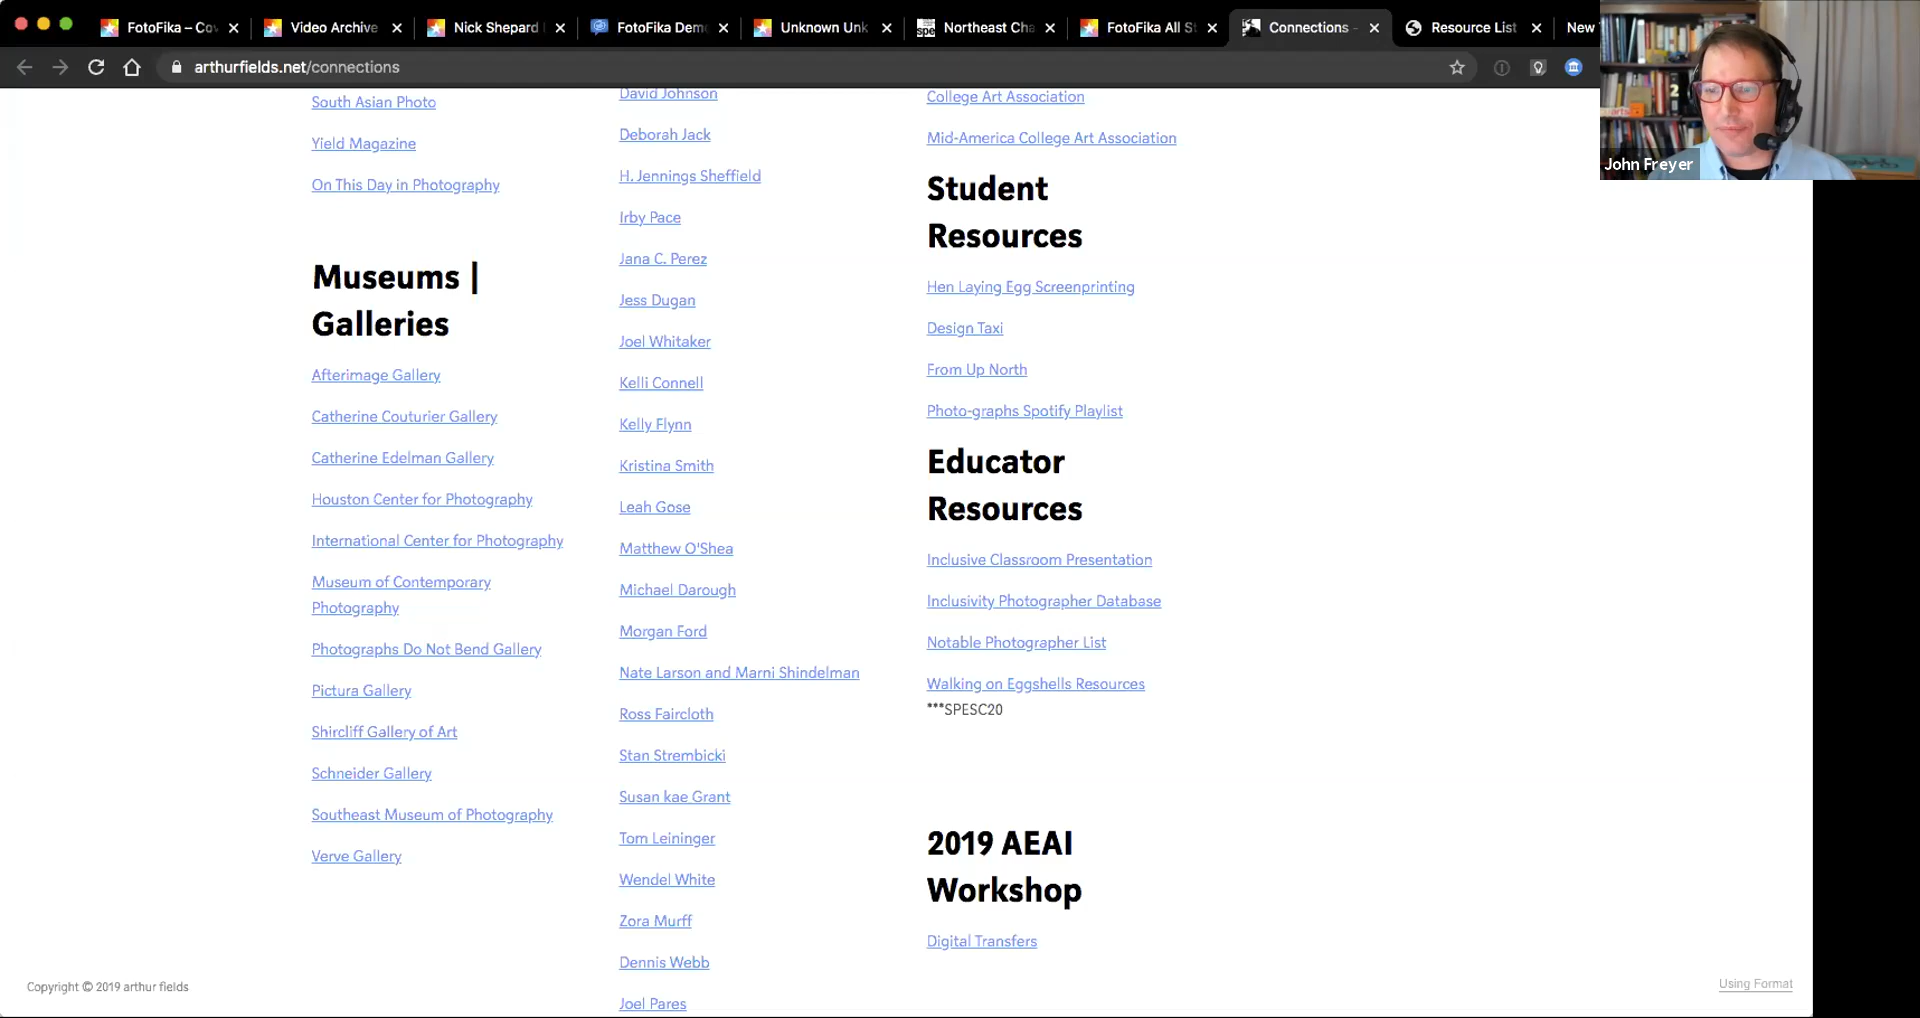 FotoFika – Cov
Video Archive
Nick Shepard
FotoFika Dem
Unknown Unk
Northeast Cha
FotoFika All St
Connections -
Resource List
New
arthurfields.net/connections
John Freyer
South Asian Photo
Yield Magazine
On This Day in Photography
Museums |
Galleries
Afterimage Gallery
Catherine Couturier Gallery
Catherine Edelman Gallery
Houston Center for Photography
International Center for Photography
Museum of Contemporary
Photography
Photographs Do Not Bend Gallery
Pictura Gallery
Shircliff Gallery of Art
Schneider Gallery
Southeast Museum of Photography
Verve Gallery
David Johnson
Deborah Jack
H. Jennings Sheffield
Irby Pace
Jana C. Perez
Jess Dugan
Joel Whitaker
Kelli Connell
Kelly Flynn
Kristina Smith
Leah Gose
Matthew O'Shea
Michael Darough
Morgan Ford
Nate Larson and Marni Shindelman
Ross Faircloth
Stan Strembicki
Susan kae Grant
Tom Leininger
Wendel White
Zora Murff
Dennis Webb
Joel Pares
College Art Association
Mid-America College Art Association
Student
Resources
Hen Laying Egg Screenprinting
Design Taxi
From Up North
Photo-graphs Spotify Playlist
Educator
Resources
Inclusive Classroom Presentation
Inclusivity Photographer Database
Notable Photographer List
Walking on Eggshells Resources
***SPESC20
2019 AEAI
Workshop
Digital Transfers
Copyright © 2019 arthur fields
Using Format